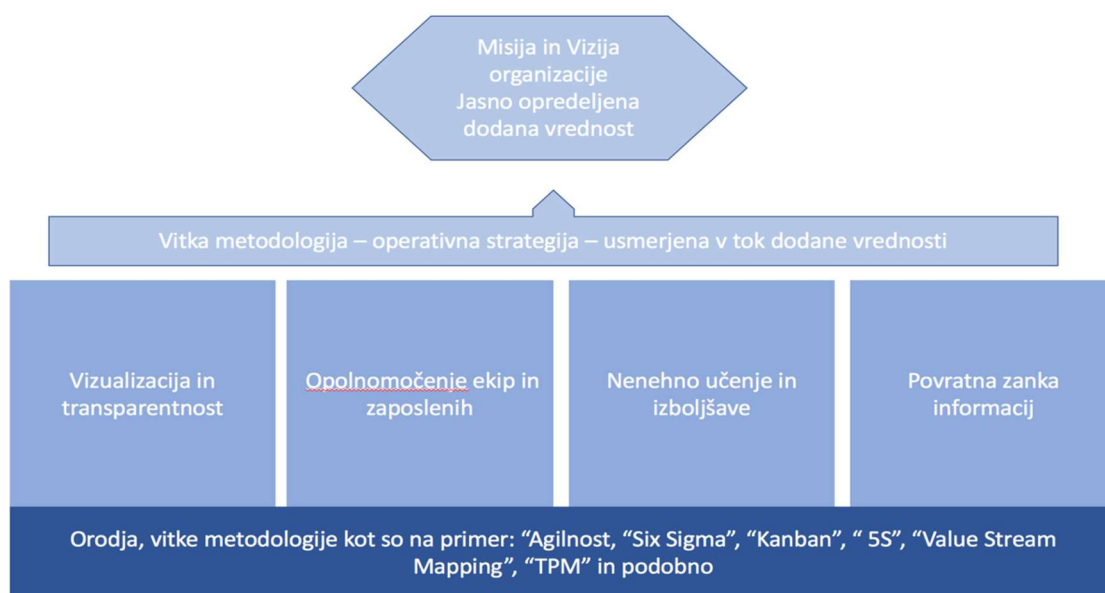 Misija in Vizija
organizacije
Jasno opredeljena
dodana vrednost
Vitka metodologija – operativna strategija – usmerjena v tok dodane vrednosti
Vizualizacija in
transparentnost
Opolnomočenje ekip in
zaposlenih
Nenehno učenje in
izboljšave
Povratna zanka
informacij
Orodja, vitke metodologije kot so na primer: “Agilnost, “Six Sigma”, “Kanban”, “ 5S”, “Value Stream
Mapping”, “TPM” in podobno